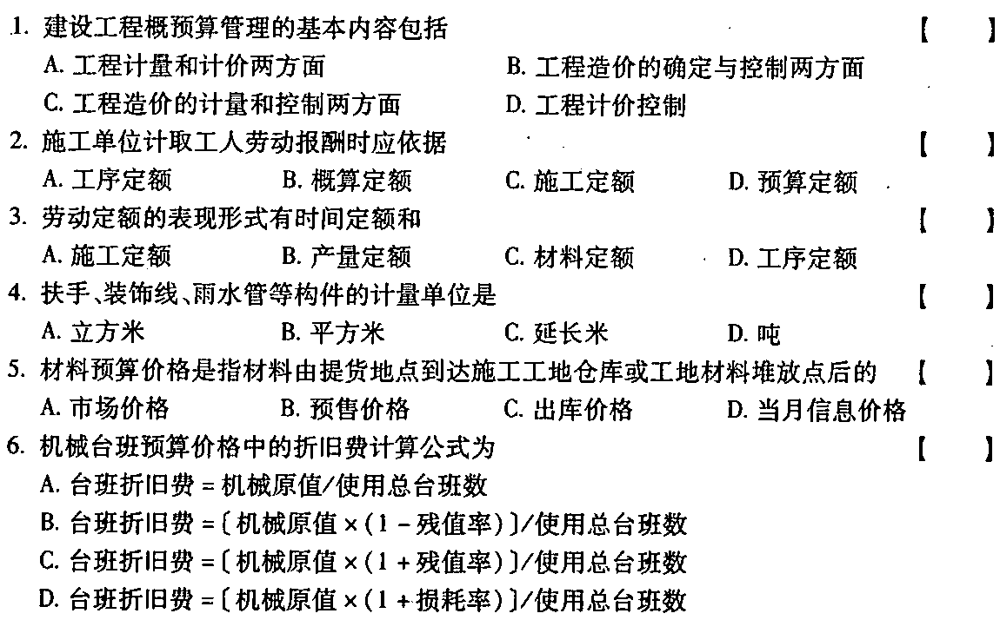 1. 建设工程概预算管理的基本内容包括 【 】
A. 工程计量和计价两方面 B. 工程造价的确定与控制两方面
C. 工程造价的计量和控制两方面 D. 工程计价控制
2. 施工单位计取工人劳动报酬时应依据 【 】
A. 工序定额 B. 概算定额 C. 施工定额 D. 预算定额
3. 劳动定额的表现形式有时间定额和 【 】
A. 施工定额 B. 产量定额 C. 材料定额 D. 工序定额
4. 扶手、装饰线、雨水管等构件的计量单位是 【 】
A. 立方米 B. 平方米 C. 延长米 D. 吨
5. 材料预算价格是指材料由提货地点到达施工工地仓库或工地材料堆放点后的 【 】
A. 市场价格 B. 预售价格 C. 出库价格 D. 当月信息价格
6. 机械台班预算价格中的折旧费计算公式为 【 】
A. 台班折旧费 = 机械原值/使用总台班数
B. 台班折旧费 =〔机械原值×(1-残值率)〕/使用总台班数
C. 台班折旧费 =〔机械原值×(1+残值率)〕/使用总台班数
D. 台班折旧费 =〔机械原值×(1+损耗率)〕/使用总台班数